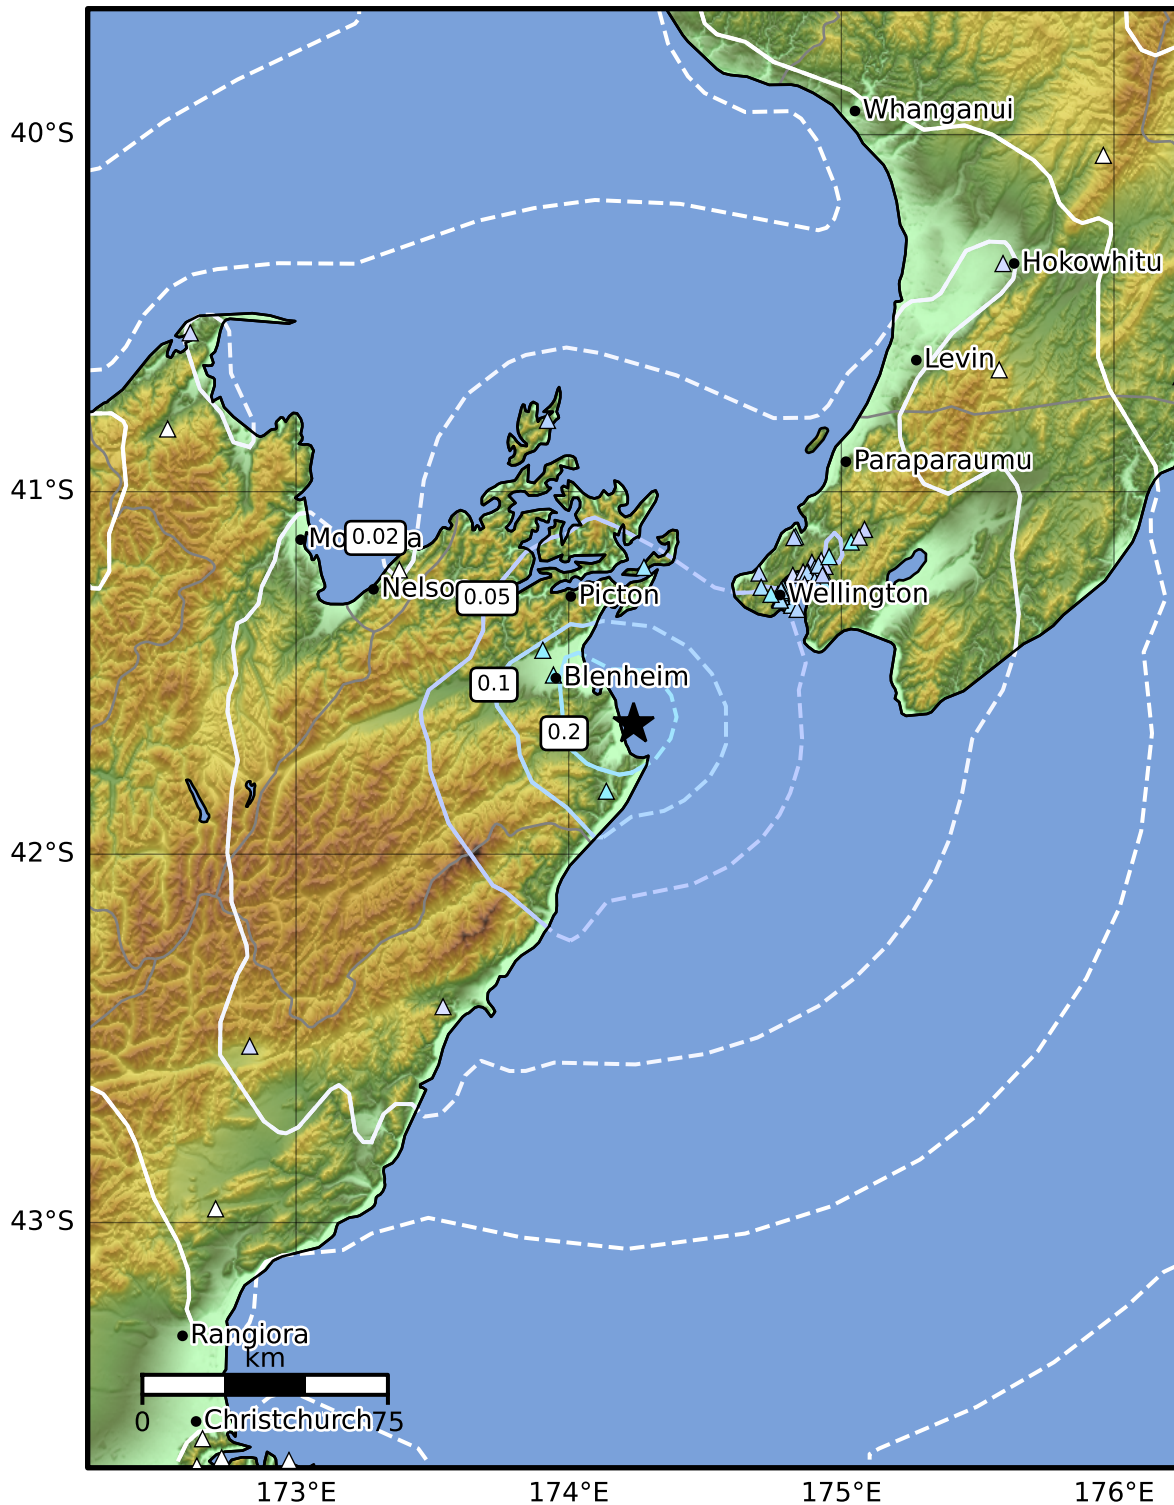 Whanganui
40°S
Hokowhitu
Levin
Paraparaumu
41°S
0.02
Nelso
0.05
Picton
Wellington
Blenheim
0.1
0.2
42°S
43°S
Rangiora
km
0
75
Christchurch
173°E
174°E
175°E
176°E